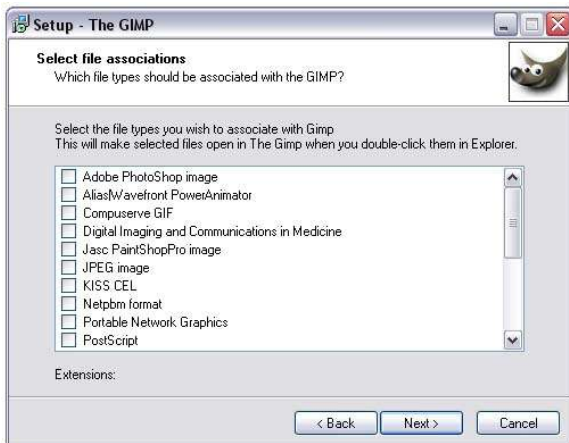 Setup - The GIMP
Select file associations
Which file types should be associated with the GIMP?
Select the file types you wish to associate with Gimp
This will make selected files open in The Gimp when you double-click them in Explorer.
Adobe PhotoShop image
Alias|Wavefront PowerAnimator
Compuserve GIF
Digital Imaging and Communications in Medicine
Jasc PaintShopPro image
JPEG image
KISS CEL
Netpbm format
Portable Network Graphics
PostScript
Extensions:
< Back Next > Cancel